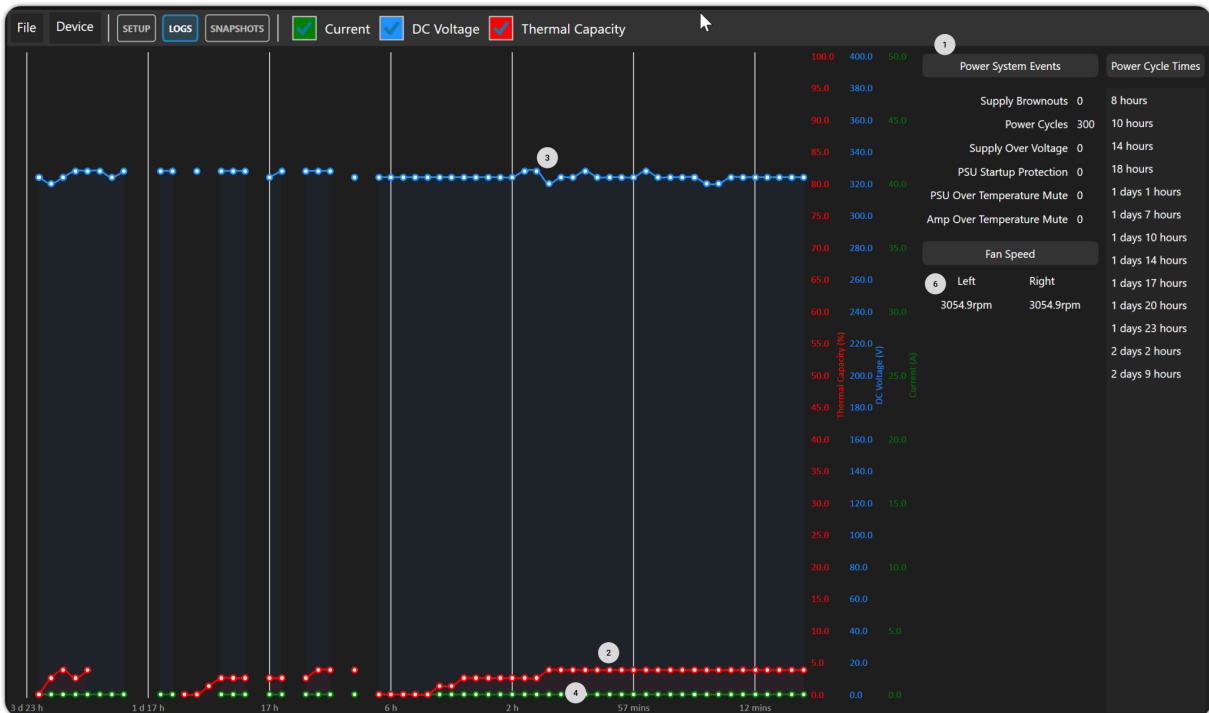 File Device SETUP LOGS SNAPSHOTS Current DC Voltage Thermal Capacity
1
Power System Events
Supply Brownouts 0
Power Cycles 300
Supply Over Voltage 0
PSU Startup Protection 0
PSU Over Temperature Mute 0
Amp Over Temperature Mute 0
Fan Speed
6
Left Right
3054.9rpm 3054.9rpm
Power Cycle Times
8 hours
10 hours
14 hours
18 hours
1 days 1 hours
1 days 7 hours
1 days 10 hours
1 days 14 hours
1 days 17 hours
1 days 20 hours
1 days 23 hours
2 days 2 hours
2 days 9 hours
3
2
4
100.0 400.0 50.0
95.0 380.0
90.0 360.0 45.0
85.0 340.0
80.0 320.0 40.0
75.0 300.0
70.0 280.0 35.0
65.0 260.0
60.0 240.0 30.0
55.0 220.0
50.0 200.0 25.0
45.0 180.0
40.0 160.0 20.0
35.0 140.0
30.0 120.0 15.0
25.0 100.0
20.0 80.0 10.0
15.0 60.0
10.0 40.0 5.0
5.0 20.0
0.0 0.0 0.0
Thermal Capacity (%)
DC Voltage (V)
Current (A)
3 d 23 h 1 d 17 h 17 h 6 h 2 h 57 mins 12 mins